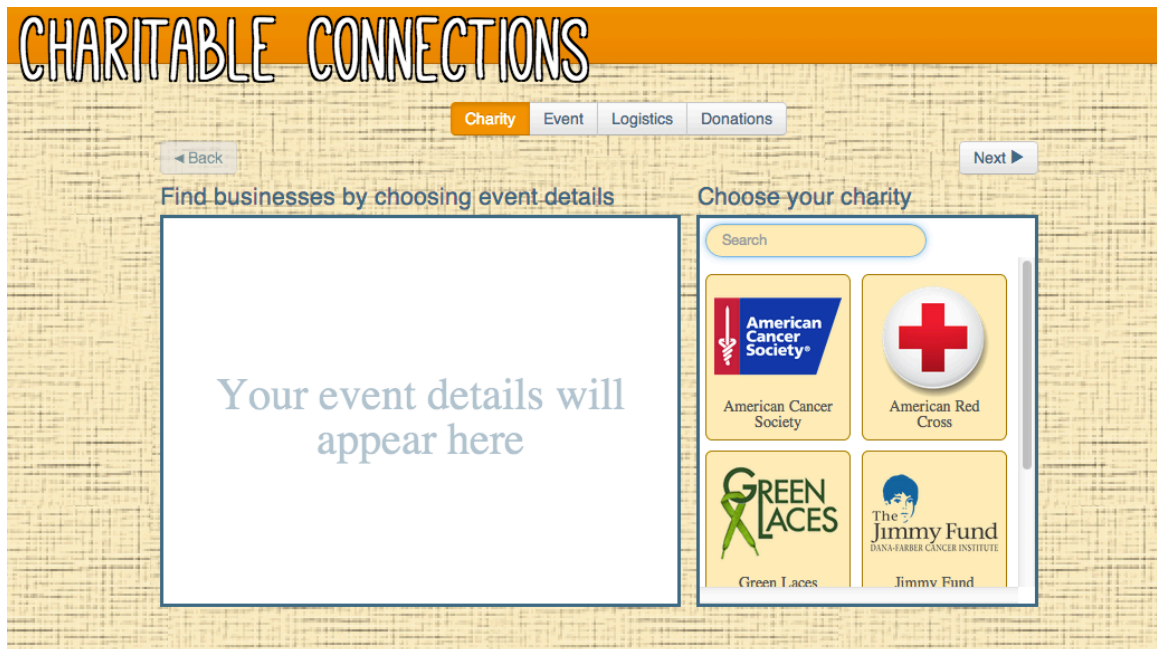 CHARITABLE CONNECTIONS
Charity Event Logistics Donations
◄ Back
Next ►
Find businesses by choosing event details
Your event details will
appear here
Choose your charity
Search
American
Cancer
Society®
American Cancer
Society
American Red
Cross
GREEN
LACES
Green Laces
The
Jimmy Fund
DANA-FARBER CANCER INSTITUTE
Jimmy Fund